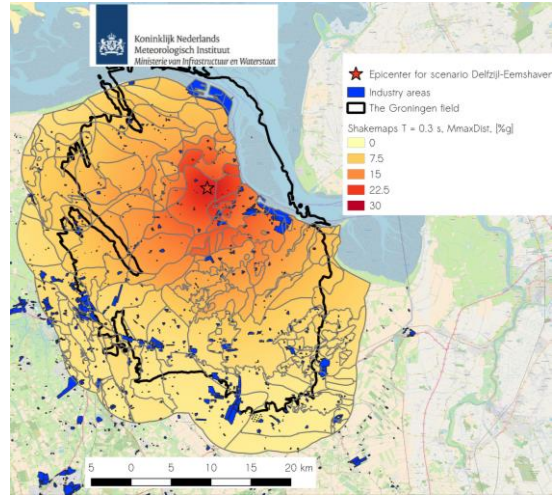 Koninklijk Nederlands
Meteorologisch Instituut
Ministerie van Infrastructuur en Waterstaat
Epicenter for scenario Delfzijl-Eemshaven
Industry areas
The Groningen field
Shakemaps T = 0.3 s, MmaxDist, [%g]
0
7.5
15
22.5
30
5 0 5 10 15 20 km